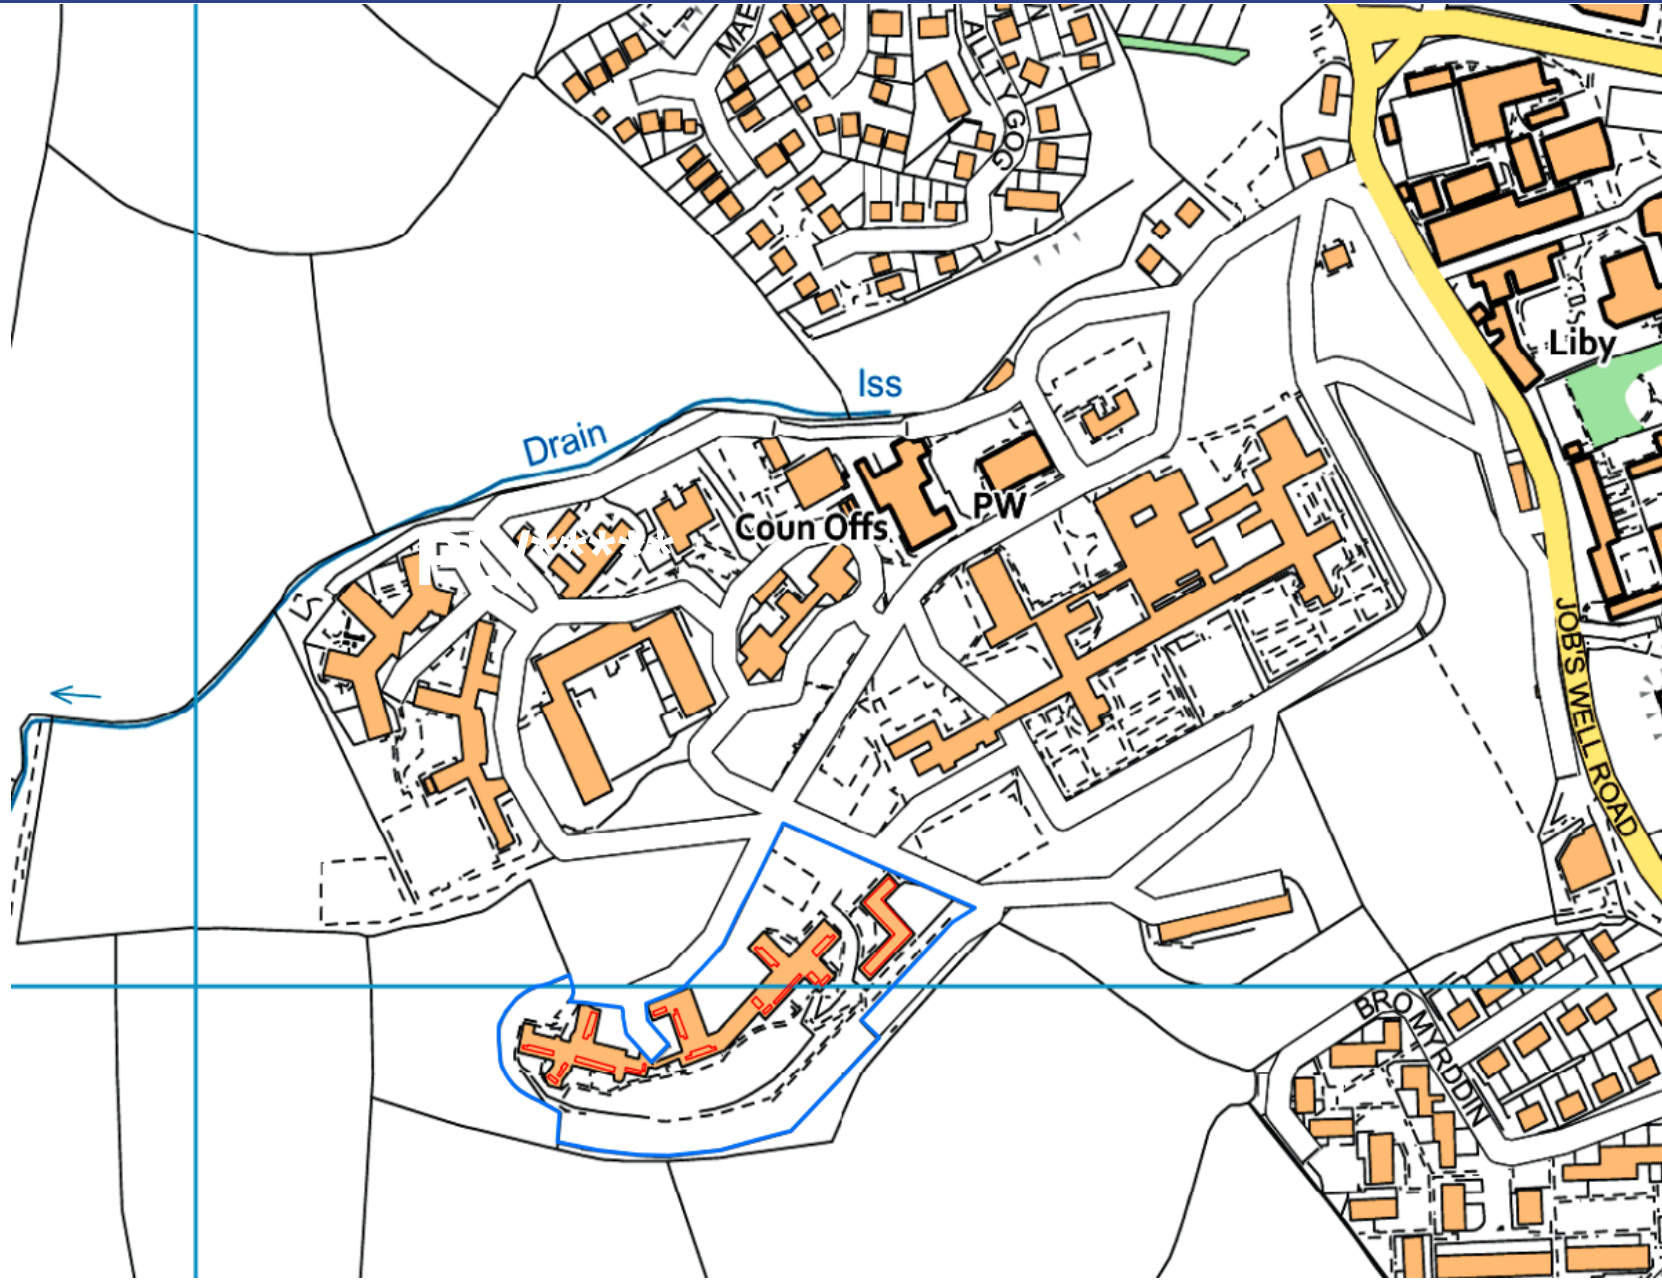 MAE
ALLT Y GOG
Liby
Iss
Drain
PW
Coun Offs
JOB'S WELL ROAD
BRO MYRDDIN